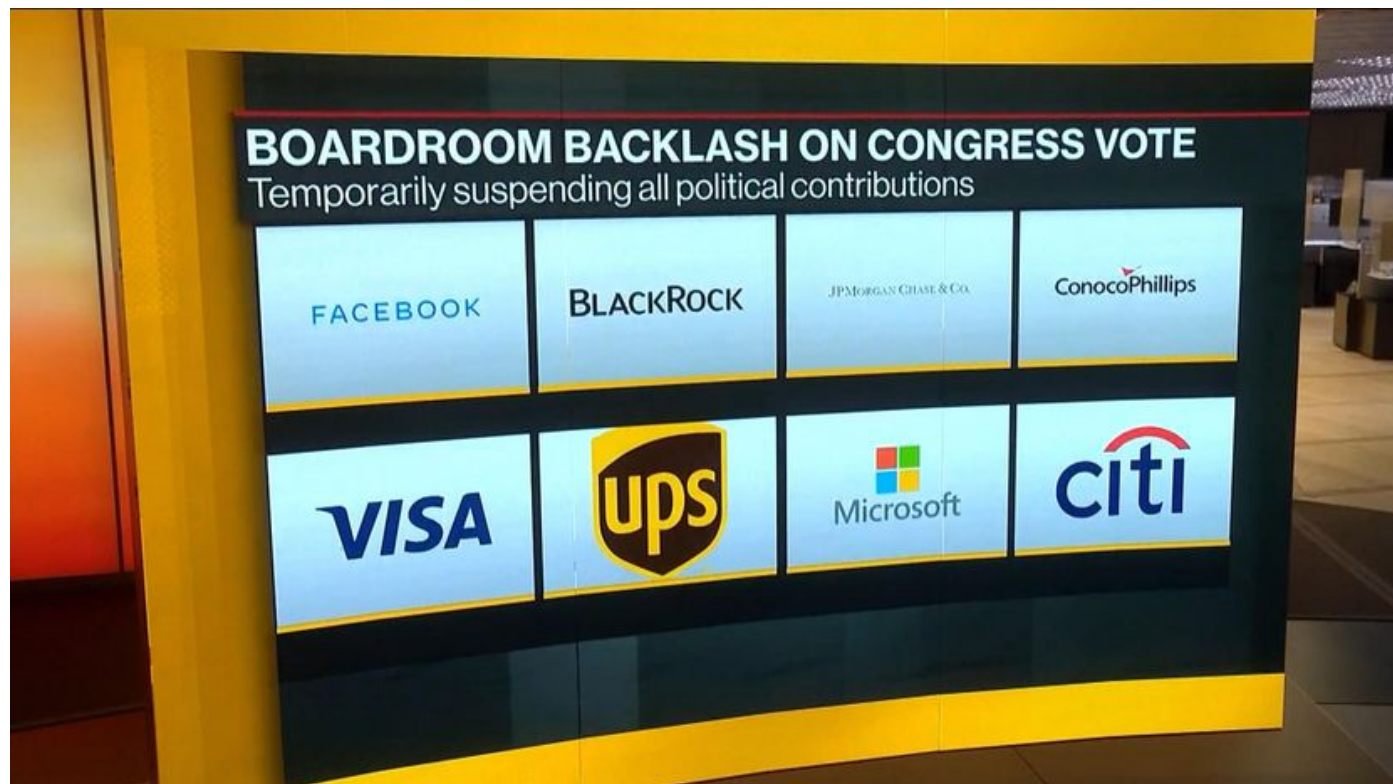 BOARDROOM BACKLASH ON CONGRESS VOTE
Temporarily suspending all political contributions
FACEBOOK
BLACKROCK
JPMORGAN CHASE & CO.
ConocoPhillips
VISA
ups
Microsoft
citi